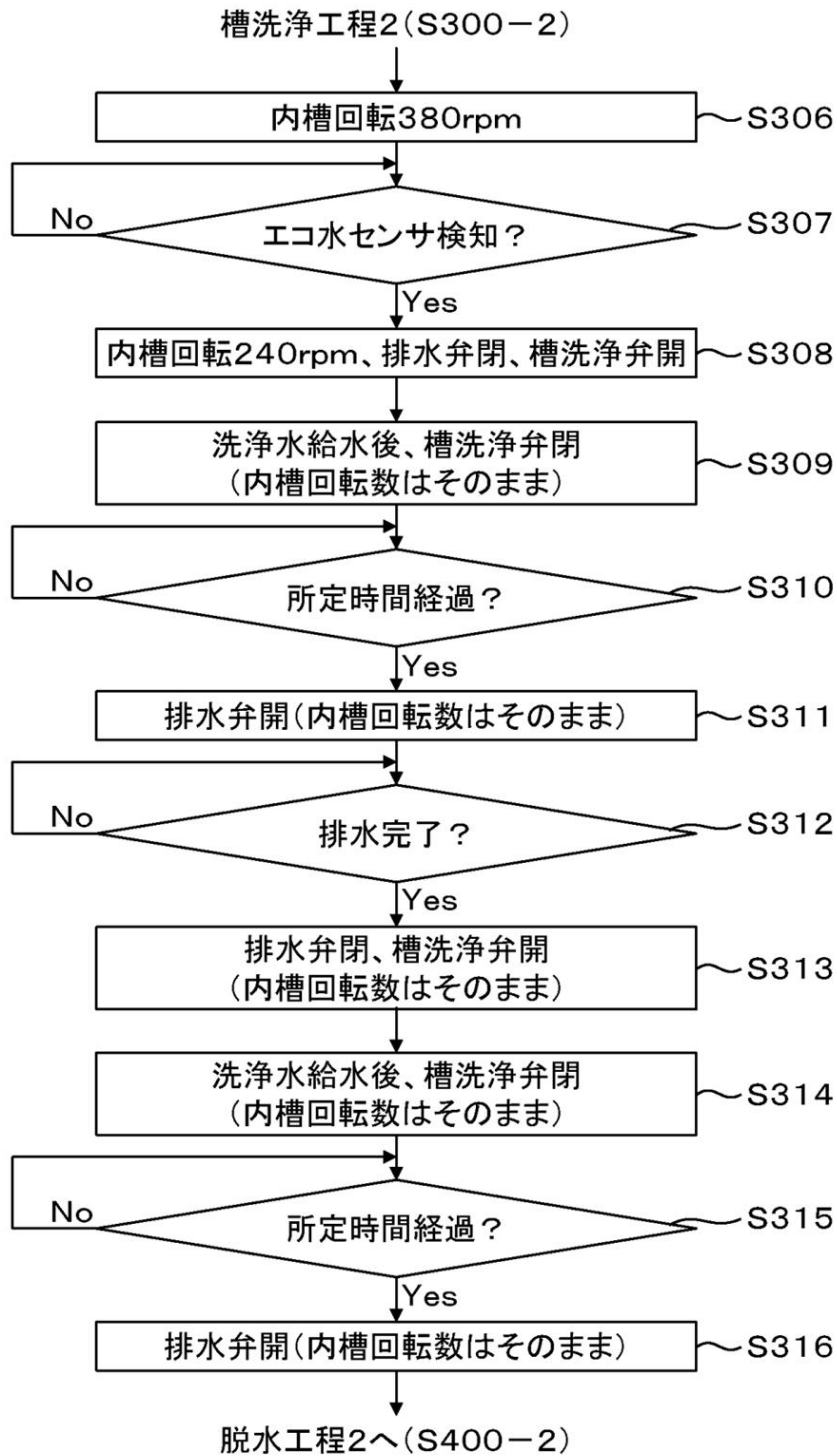 槽洗浄工程2(S300－2)
内槽回転380rpm
S306
エコ水センサ検知？
S307
No
Yes
内槽回転240rpm、排水弁閉、槽洗浄弁開
S308
洗浄水給水後、槽洗浄弁閉
(内槽回転数はそのまま)
S309
所定時間経過？
S310
No
Yes
排水弁開(内槽回転数はそのまま)
S311
排水完了？
S312
No
Yes
排水弁閉、槽洗浄弁開
(内槽回転数はそのまま)
S313
洗浄水給水後、槽洗浄弁閉
(内槽回転数はそのまま)
S314
所定時間経過？
S315
No
Yes
排水弁開(内槽回転数はそのまま)
S316
脱水工程2へ(S400－2)